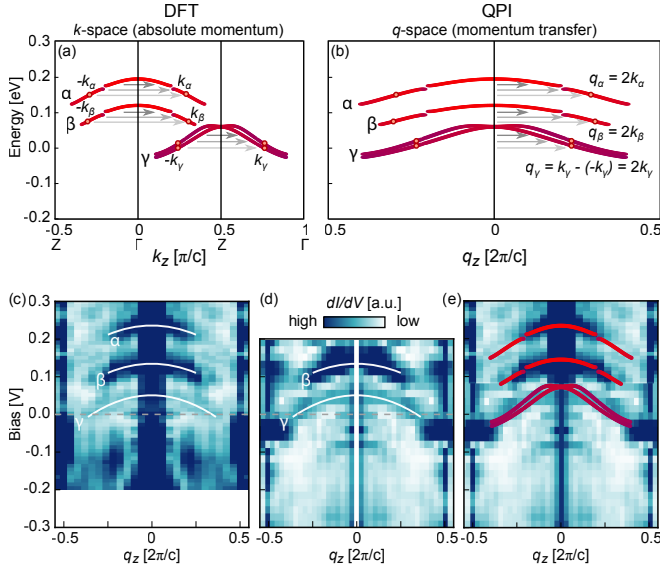 DFT
k-space (absolute momentum)
QPI
q-space (momentum transfer)
(a)
(b)
0.3
0.2
0.1
0.0
-0.1
0.2
Energy [eV]
-kα
kα
α
-kβ
kβ
β
γ
-kγ
kγ
0
0.5
1
Z
Γ
Z
Γ
kz [π/c]
α
β
γ
qα = 2kα
qβ = 2kβ
qγ = kγ - (-kγ) = 2kγ
-0.5
0.0
0.5
qz [2π/c]
(c)
(d)
(e)
dI/dV [a.u.]
high
low
0.3
0.2
0.1
0.0
-0.1
-0.2
-0.3
Bias [V]
α
β
γ
β
γ
-0.5
0
0.5
-0.5
0
0.5
-0.5
0
0.5
qz [2π/c]
qz [2π/c]
qz [2π/c]